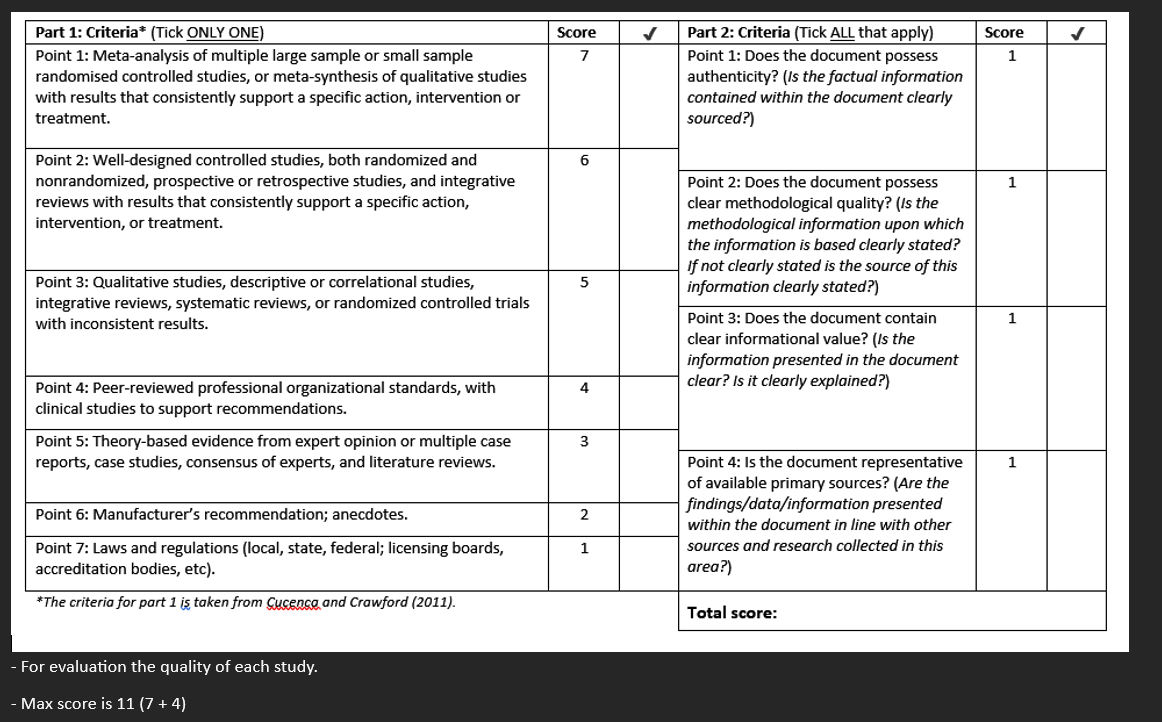 Part 1: Criteria* (Tick ONLY ONE)
Score
✓
Point 1: Meta-analysis of multiple large sample or small sample
randomised controlled studies, or meta-synthesis of qualitative studies
with results that consistently support a specific action, intervention or
treatment.
7
Point 2: Well-designed controlled studies, both randomized and
nonrandomized, prospective or retrospective studies, and integrative
reviews with results that consistently support a specific action,
intervention, or treatment.
6
Point 3: Qualitative studies, descriptive or correlational studies,
integrative reviews, systematic reviews, or randomized controlled trials
with inconsistent results.
5
Point 4: Peer-reviewed professional organizational standards, with
clinical studies to support recommendations.
4
Point 5: Theory-based evidence from expert opinion or multiple case
reports, case studies, consensus of experts, and literature reviews.
3
Point 6: Manufacturer's recommendation; anecdotes.
2
Point 7: Laws and regulations (local, state, federal; licensing boards,
accreditation bodies, etc).
1
*The criteria for part 1 is taken from Cucenca and Crawford (2011).
Part 2: Criteria (Tick ALL that apply)
Score
✓
Point 1: Does the document possess
authenticity? (Is the factual information
contained within the document clearly
sourced?)
1
Point 2: Does the document possess
clear methodological quality? (Is the
methodological information upon which
the information is based clearly stated?
If not clearly stated is the source of this
information clearly stated?)
1
Point 3: Does the document contain
clear informational value? (Is the
information presented in the document
clear? Is it clearly explained?)
1
Point 4: Is the document representative
of available primary sources? (Are the
findings/data/information presented
within the document in line with other
sources and research collected in this
area?)
1
Total score:
- For evaluation the quality of each study.
- Max score is 11 (7 + 4)